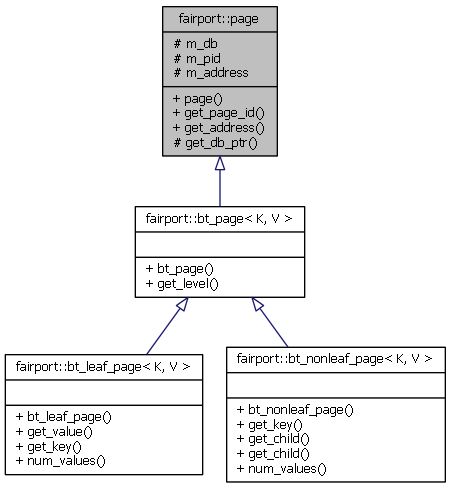 fairport::page
# m_db
# m_pid
# m_address
+ page()
+ get_page_id()
+ get_address()
# get_db_ptr()
fairport::bt_page< K, V >
+ bt_page()
+ get_level()
fairport::bt_leaf_page< K, V >
+ bt_leaf_page()
+ get_value()
+ get_key()
+ num_values()
fairport::bt_nonleaf_page< K, V >
+ bt_nonleaf_page()
+ get_key()
+ get_child()
+ get_child()
+ num_values()